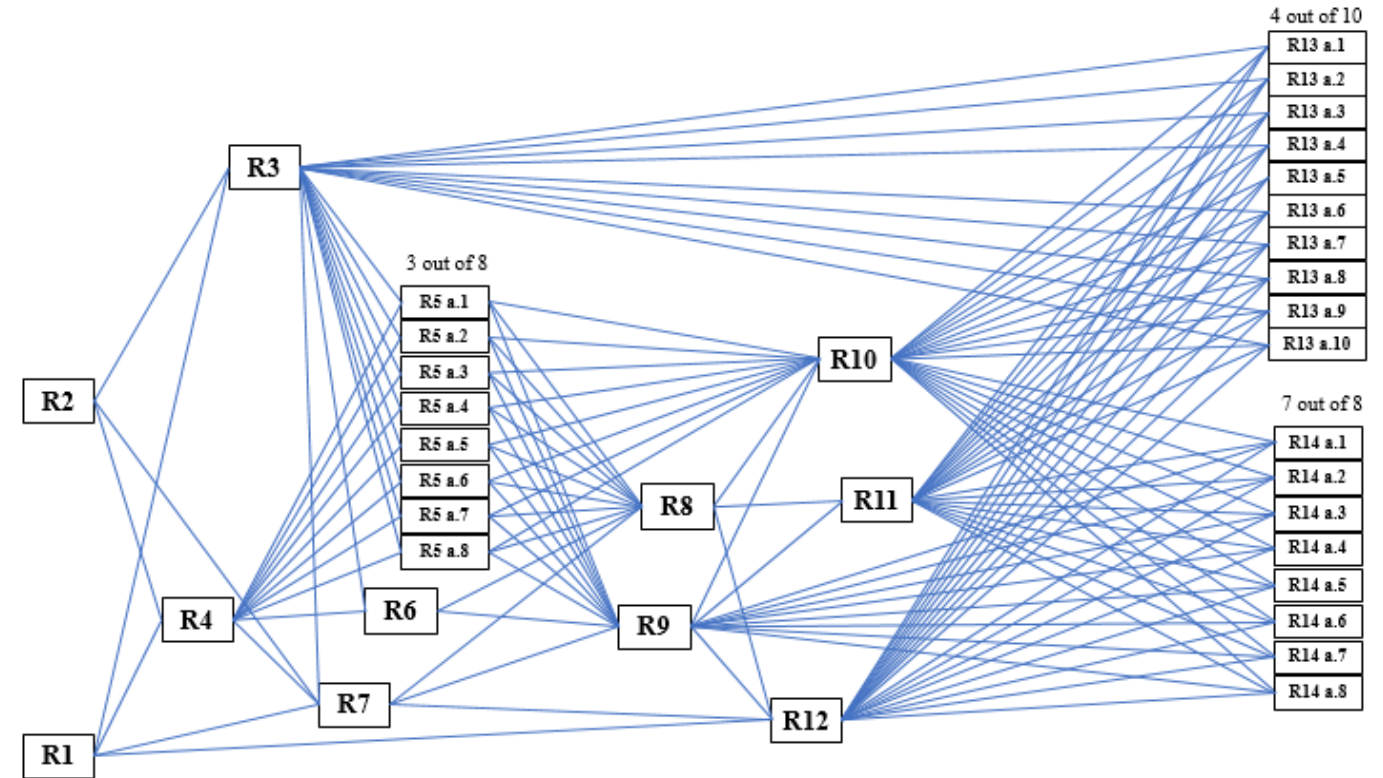 4 out of 10
R13 a.1
R13 a.2
R13 a.3
R13 a.4
R13 a.5
R13 a.6
R13 a.7
R13 a.8
R13 a.9
R13 a.10
R3
3 out of 8
R5 a.1
R5 a.2
R5 a.3
R5 a.4
R5 a.5
R5 a.6
R5 a.7
R5 a.8
R10
R2
7 out of 8
R14 a.1
R14 a.2
R14 a.3
R14 a.4
R14 a.5
R14 a.6
R14 a.7
R14 a.8
R8
R11
R4
R6
R9
R7
R12
R1